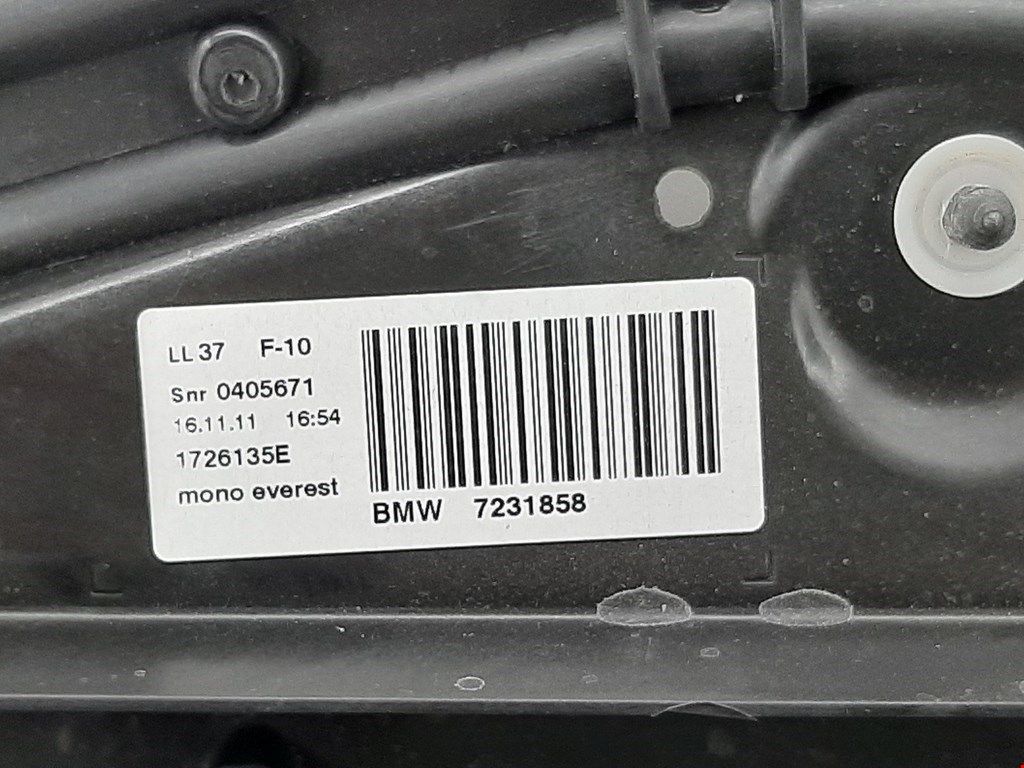 LL 37 F-10
Snr 0405671
16.11.11 16:54
1726135E
mono everest
BMW 7231858